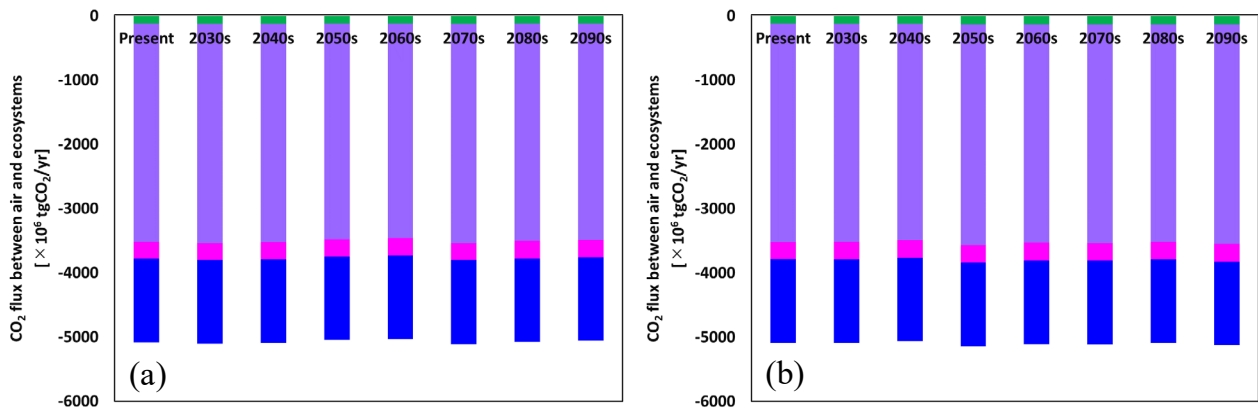 0
Present 2030s 2040s 2050s 2060s 2070s 2080s 2090s
-1000
-2000
-3000
-4000
-5000
-6000
CO2 flux between air and ecosystems
[×10⁶ tgCO2/yr]
(a)
0
Present 2030s 2040s 2050s 2060s 2070s 2080s 2090s
-1000
-2000
-3000
-4000
-5000
-6000
CO2 flux between air and ecosystems
[×10⁶ tgCO2/yr]
(b)